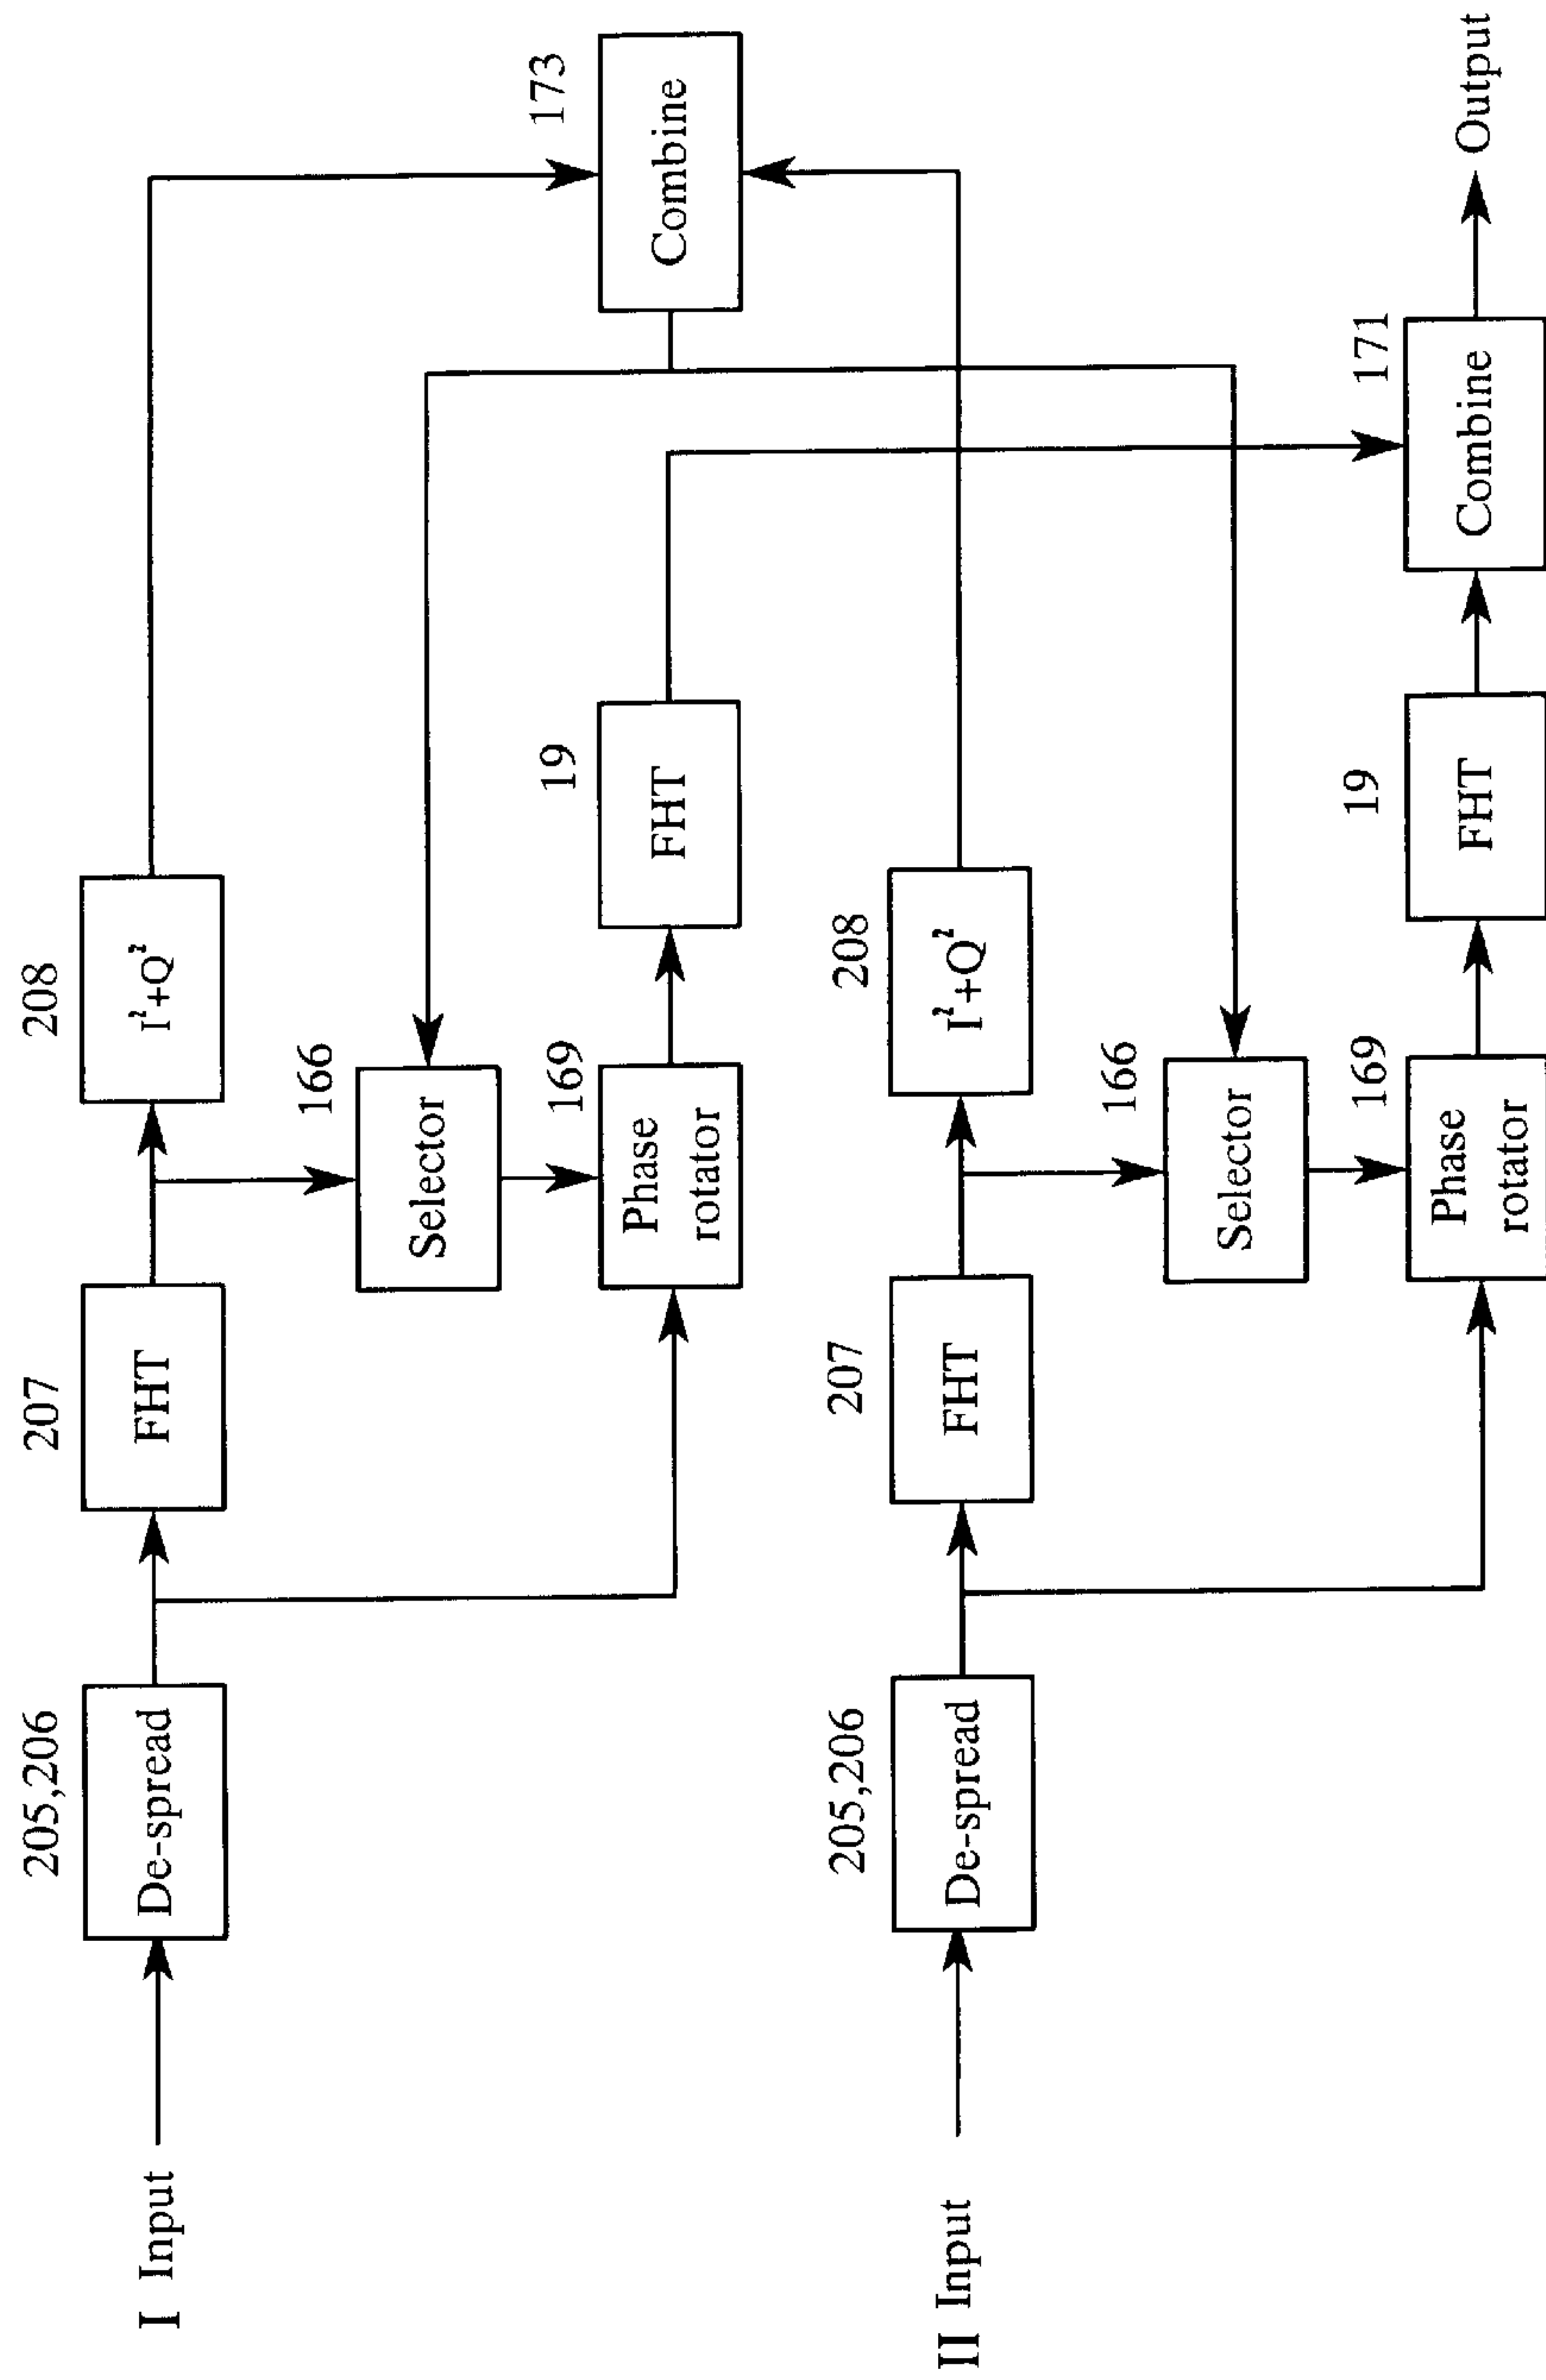 I Input
205,206
De-spread
207
FHT
208
I²+Q²
166
Selector
169
Phase
rotator
19
FHT
173
Combine
II Input
205,206
De-spread
207
FHT
208
I²+Q²
166
Selector
169
Phase
rotator
19
FHT
171
Combine
Output